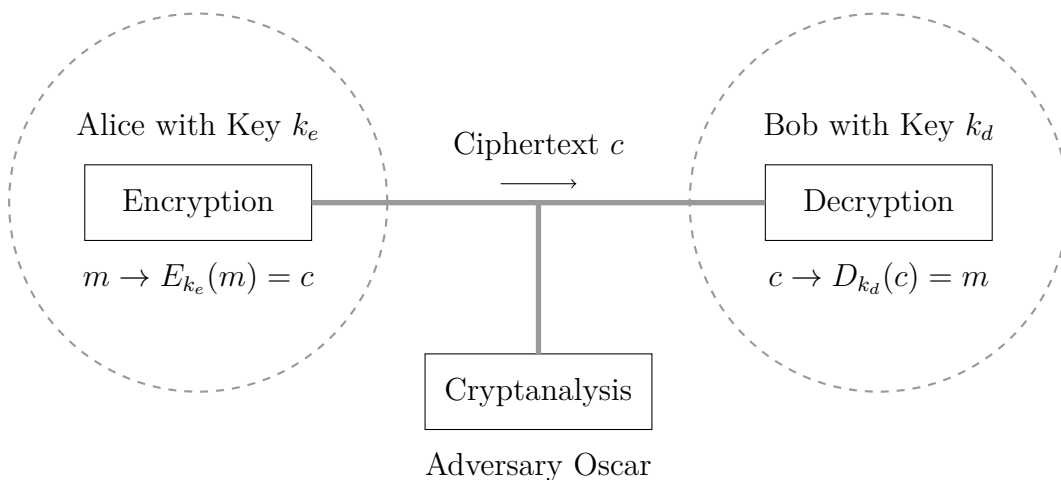 Alice with Key k_e
Encryption
m → E_{k_e}(m) = c
Ciphertext c
→
Bob with Key k_d
Decryption
c → D_{k_d}(c) = m
Cryptanalysis
Adversary Oscar